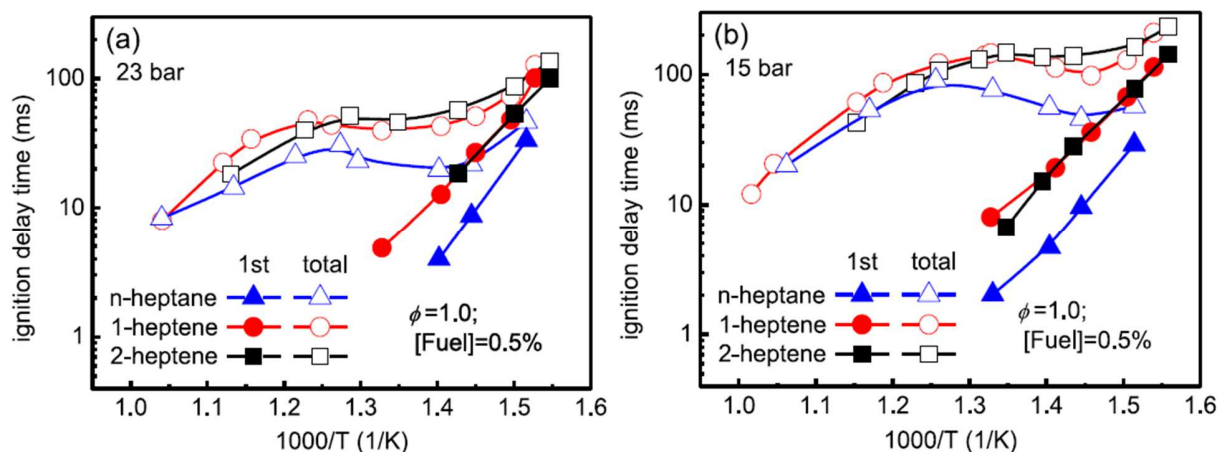 (a)
23 bar
ignition delay time (ms)
100
10
1
1st total
n-heptane
1-heptene
2-heptene
ϕ=1.0;
[Fuel]=0.5%
1.0 1.1 1.2 1.3 1.4 1.5 1.6
1000/T (1/K)
(b)
15 bar
ignition delay time (ms)
100
10
1
1st total
n-heptane
1-heptene
2-heptene
ϕ=1.0;
[Fuel]=0.5%
1.0 1.1 1.2 1.3 1.4 1.5 1.6
1000/T (1/K)